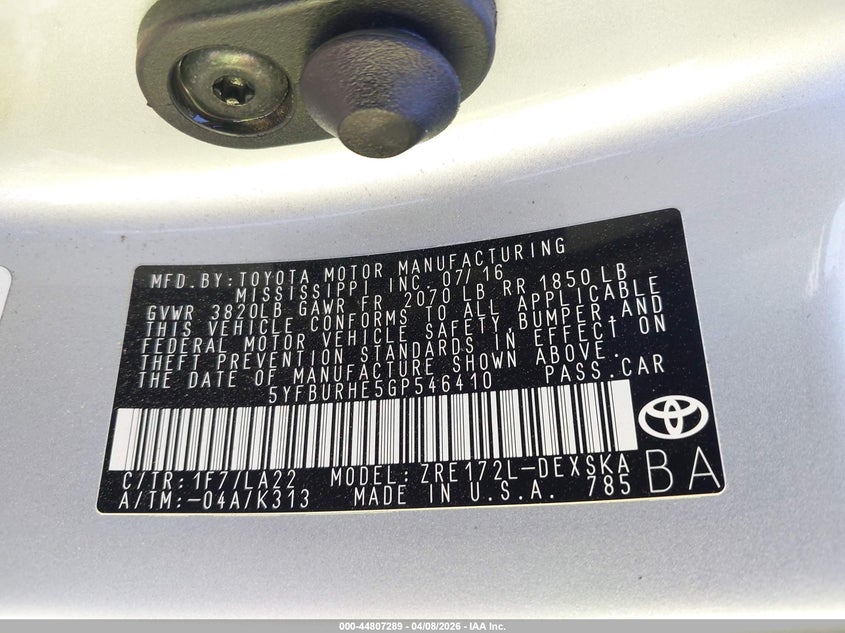 MFD.BY:TOYOTA MOTOR MANUFACTURING
MISSISSIPPI INC. 07/16
GVWR 3820LB GAWR FR 2070 LB RR 1850 LB
THIS VEHICLE CONFORMS TO ALL APPLICABLE
FEDERAL MOTOR VEHICLE SAFETY,BUMPER,AND
THEFT PREVENTION STANDARDS IN EFFECT ON
THE DATE OF MANUFACTURE SHOWN ABOVE.
5YFBURHE5GP546410 PASS.CAR
C/TR:1F7/LA22 MODEL:ZRE172L-DEXSKA
A/TM:-04A/K313 MADE IN U.S.A. 785
BA
000-44807289 | 04/08/2026 - IAA Inc.